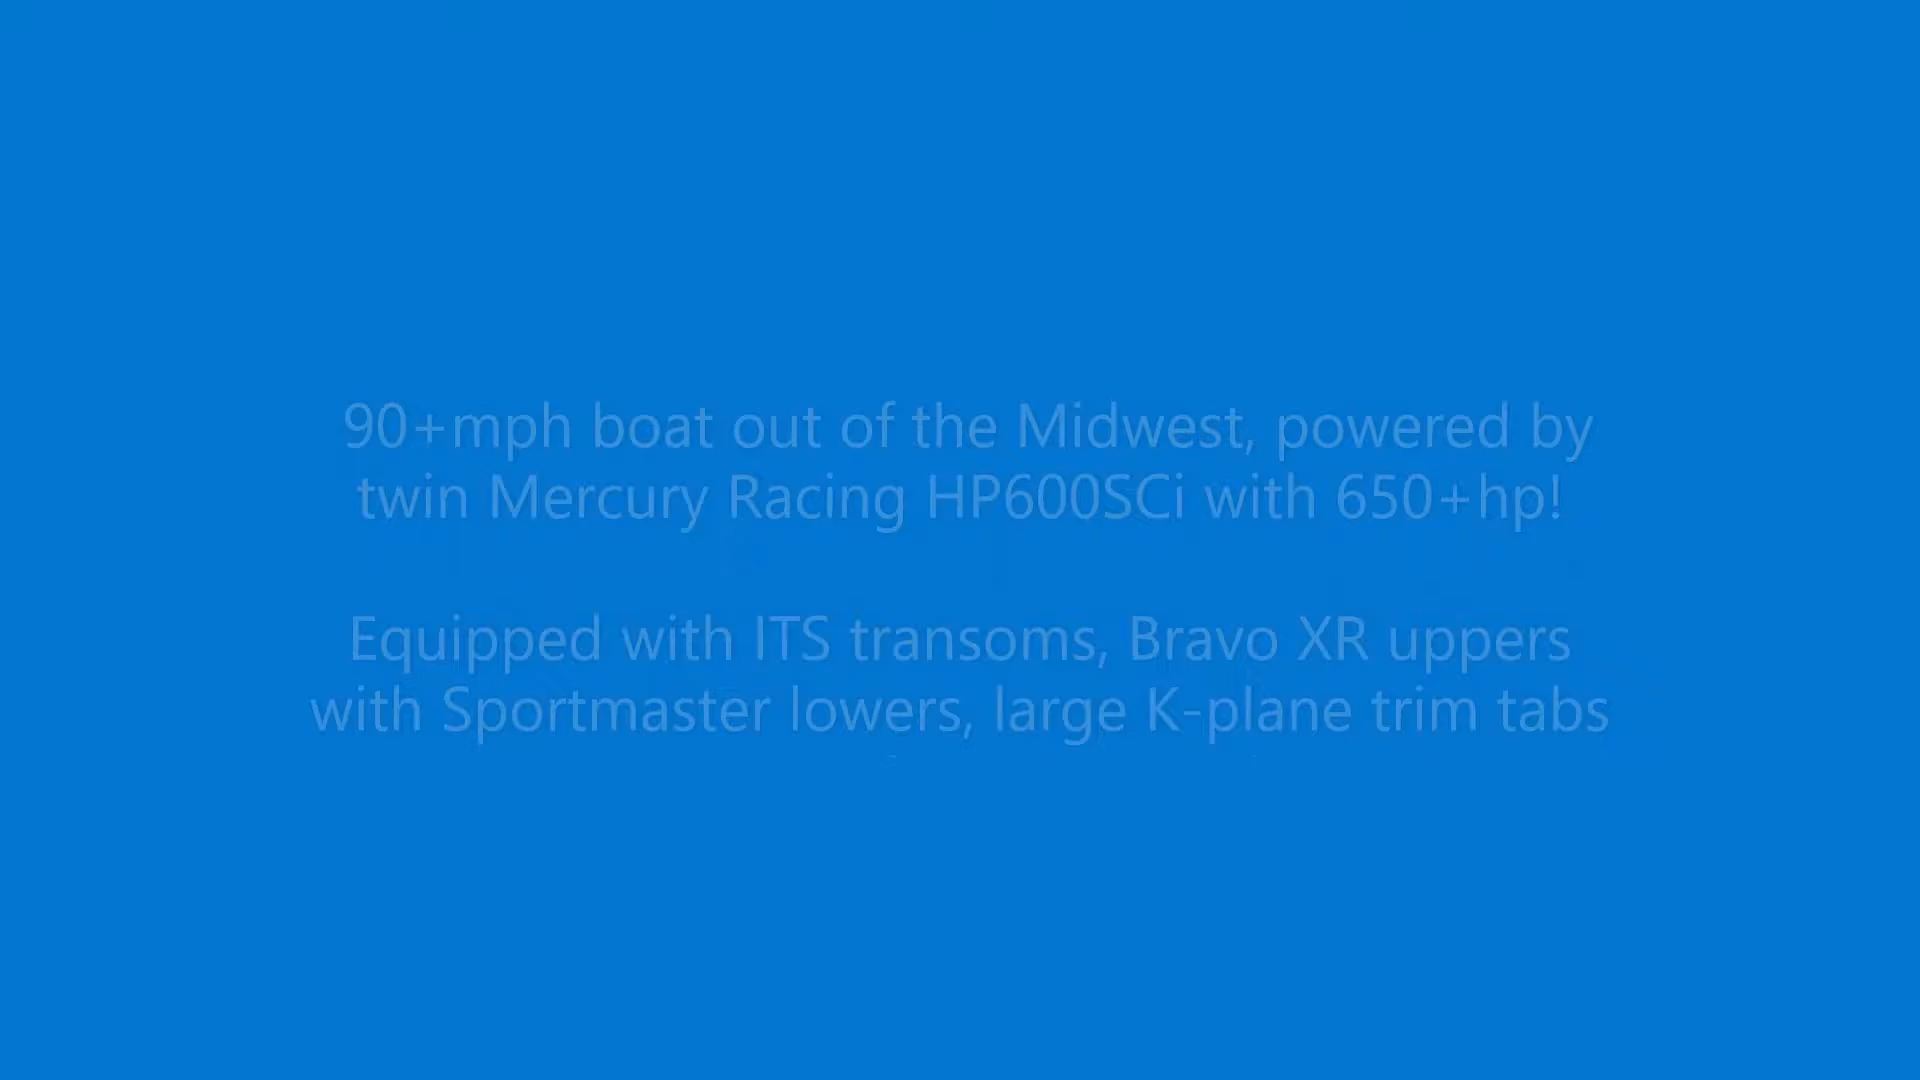 90+mph boat out of the Midwest, powered by
twin Mercury Racing HP600SCi with 650+hp!
Equipped with ITS transoms, Bravo XR uppers
with Sportmaster lowers, large K-plane trim tabs